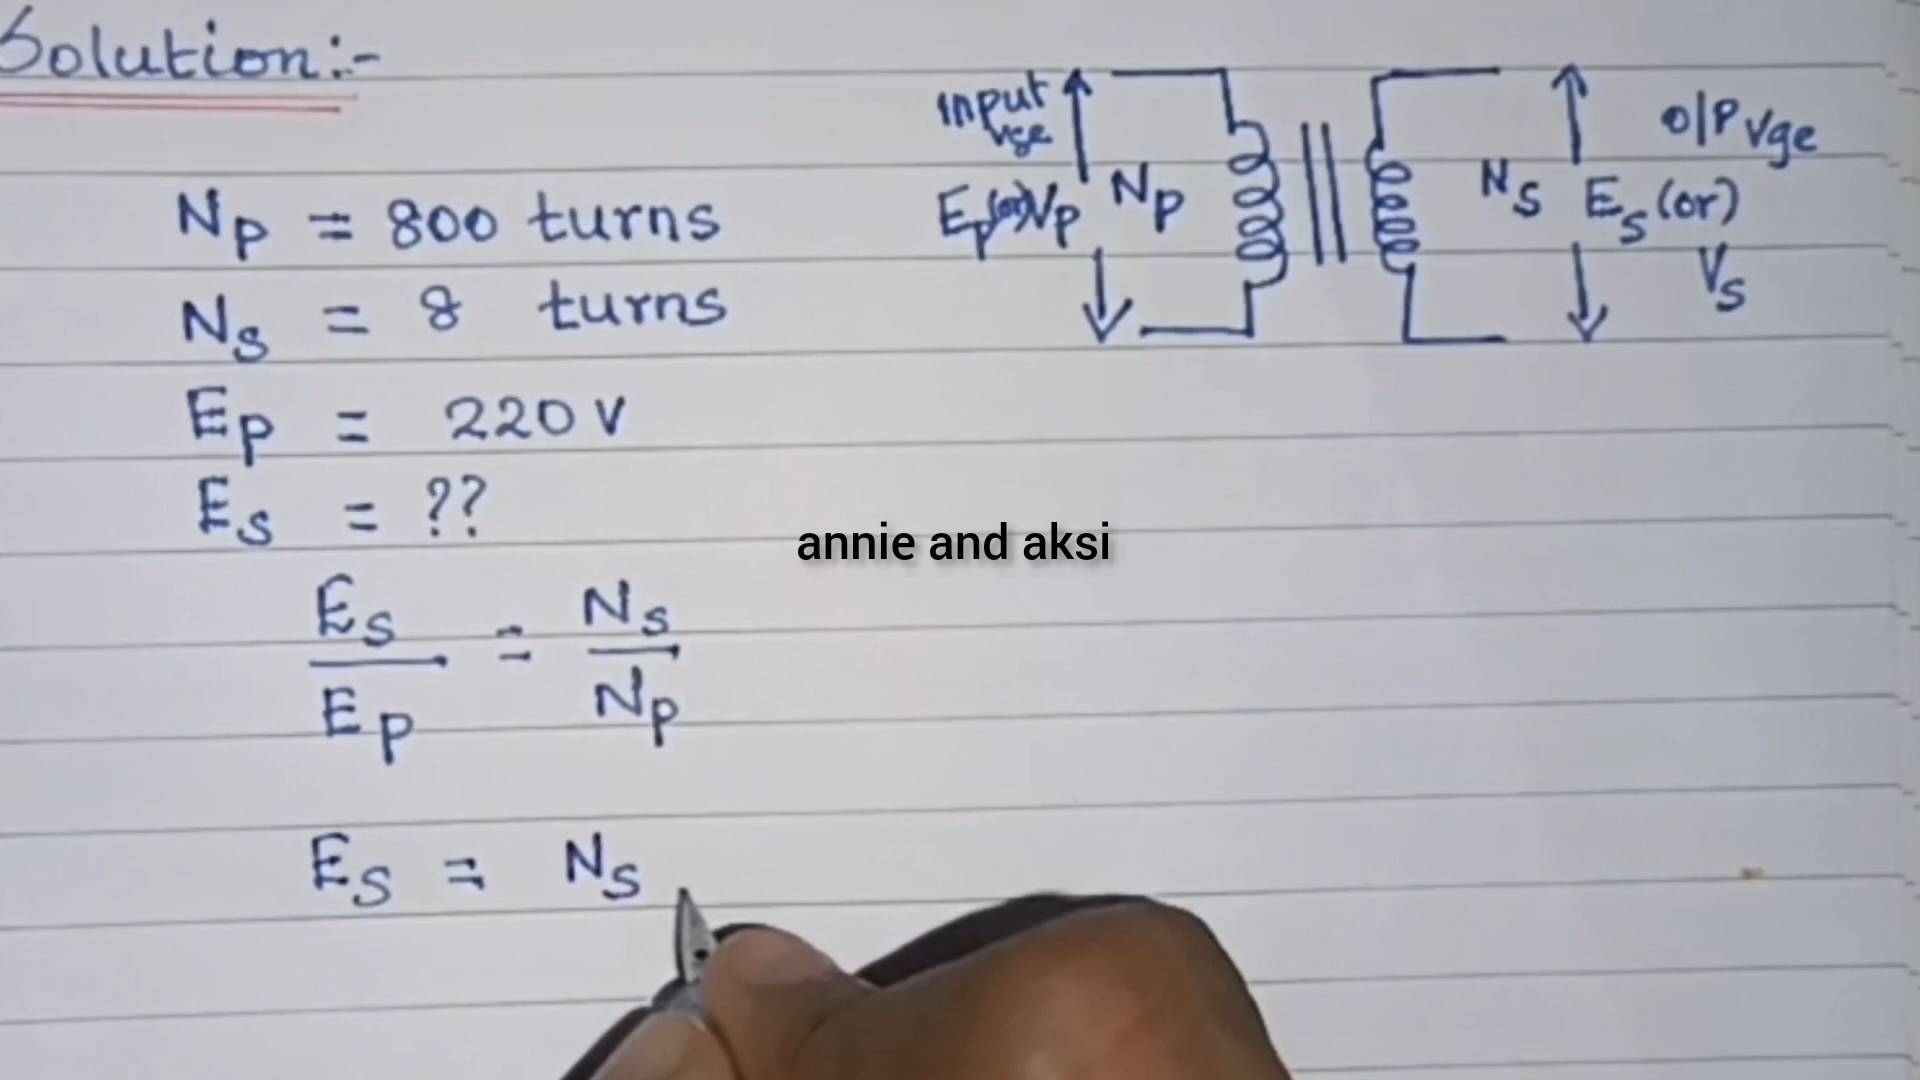 Solution:-
Np = 800 turns
Ns = 8 turns
Ep = 220 V
Es = ??
Es/Ep = Ns/Np
Es = Ns
Input
vge
Ep(or)Vp
Np
Ns
o/p vge
Es (or)
Vs
annie and aksi